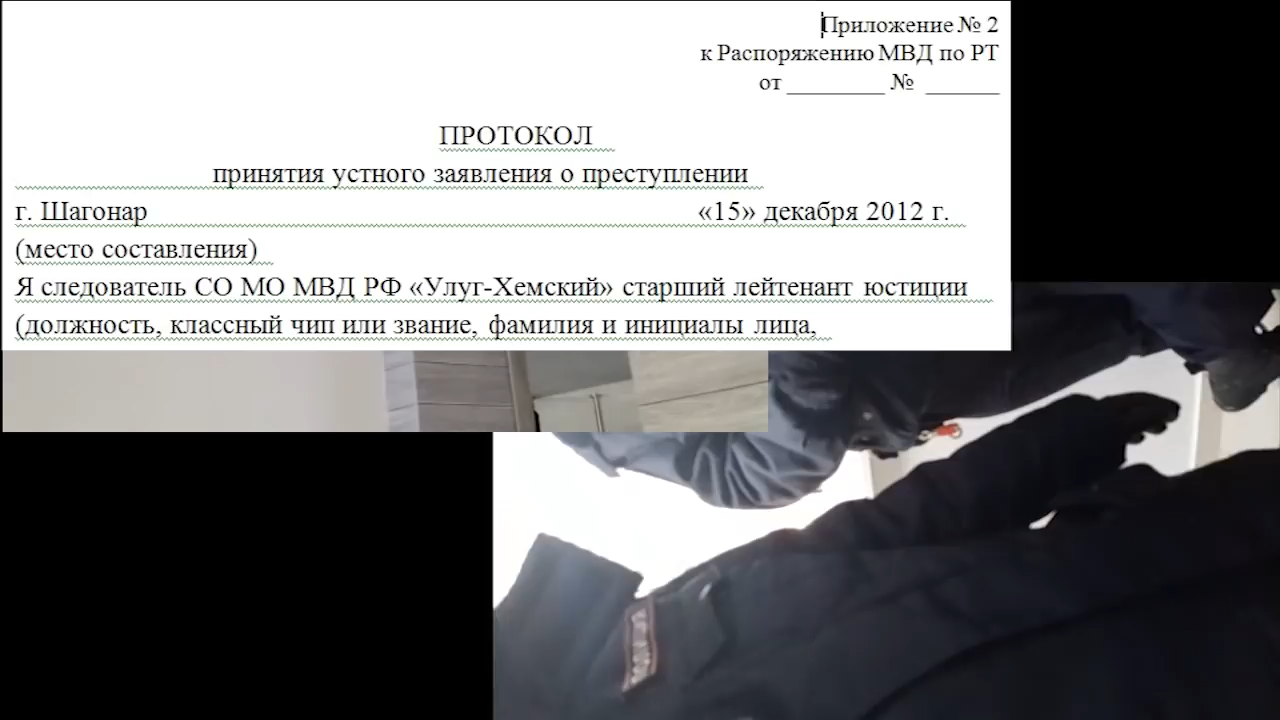 Приложение № 2
к Распоряжению МВД по РТ
от _________ № _______
ПРОТОКОЛ
принятия устного заявления о преступлении
г. Шагонар «15» декабря 2012 г.
(место составления)
Я следователь СО МО МВД РФ «Улуг-Хемский» старший лейтенант юстиции
(должность, классный чип или звание, фамилия и инициалы лица,